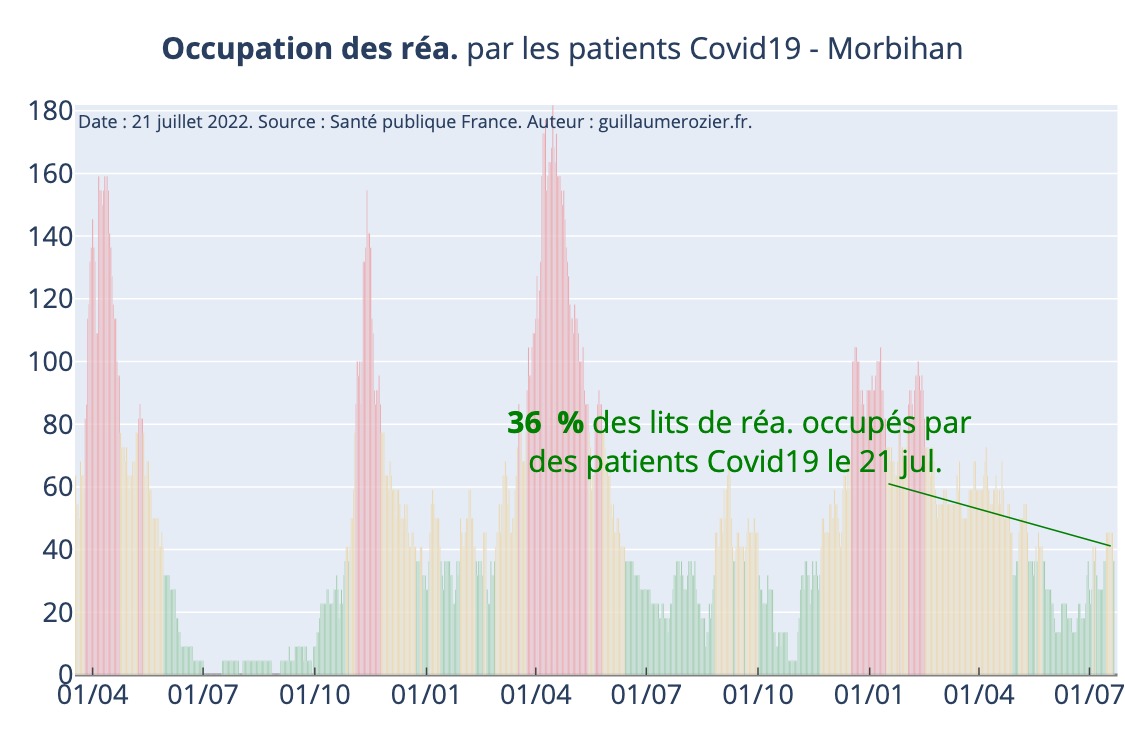 Occupation des réa. par les patients Covid19 - Morbihan
180
Date : 21 juillet 2022. Source : Santé publique France. Auteur : guillaumerozier.fr.
160
140
120
100
80
36 % des lits de réa. occupés par
des patients Covid19 le 21 jul.
60
40
20
0
01/04 01/07 01/10 01/01 01/04 01/07 01/10 01/01 01/04 01/07